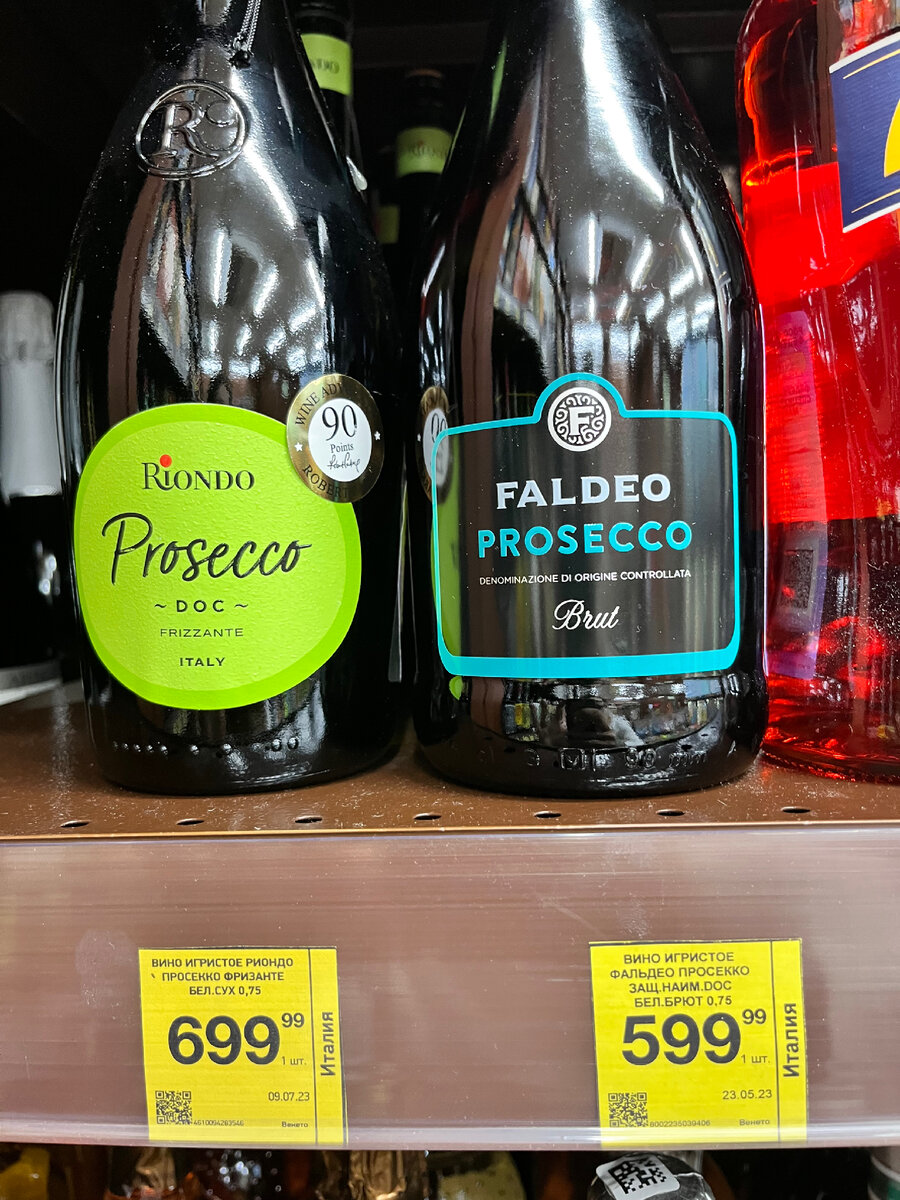 RC
RIONDO
Prosecco
~ DOC ~
FRIZZANTE
ITALY
90
Points
FALDEO
PROSECCO
DENOMINAZIONE DI ORIGINE CONTROLLATA
Brut
ВИНО ИГРИСТОЕ РИОНДО
ПРОСЕККО ФРИЗАНТЕ
БЕЛ.СУХ 0,75
699 99
1 шт.
Италия
09.07.23
4610094263546
Венето
ВИНО ИГРИСТОЕ
ФАЛЬДЕО ПРОСЕККО
ЗАЩ.НАИМ.DOC
БЕЛ.БРЮТ 0,75
599 99
1 шт.
Италия
23.05.23
8002235039406
Венето